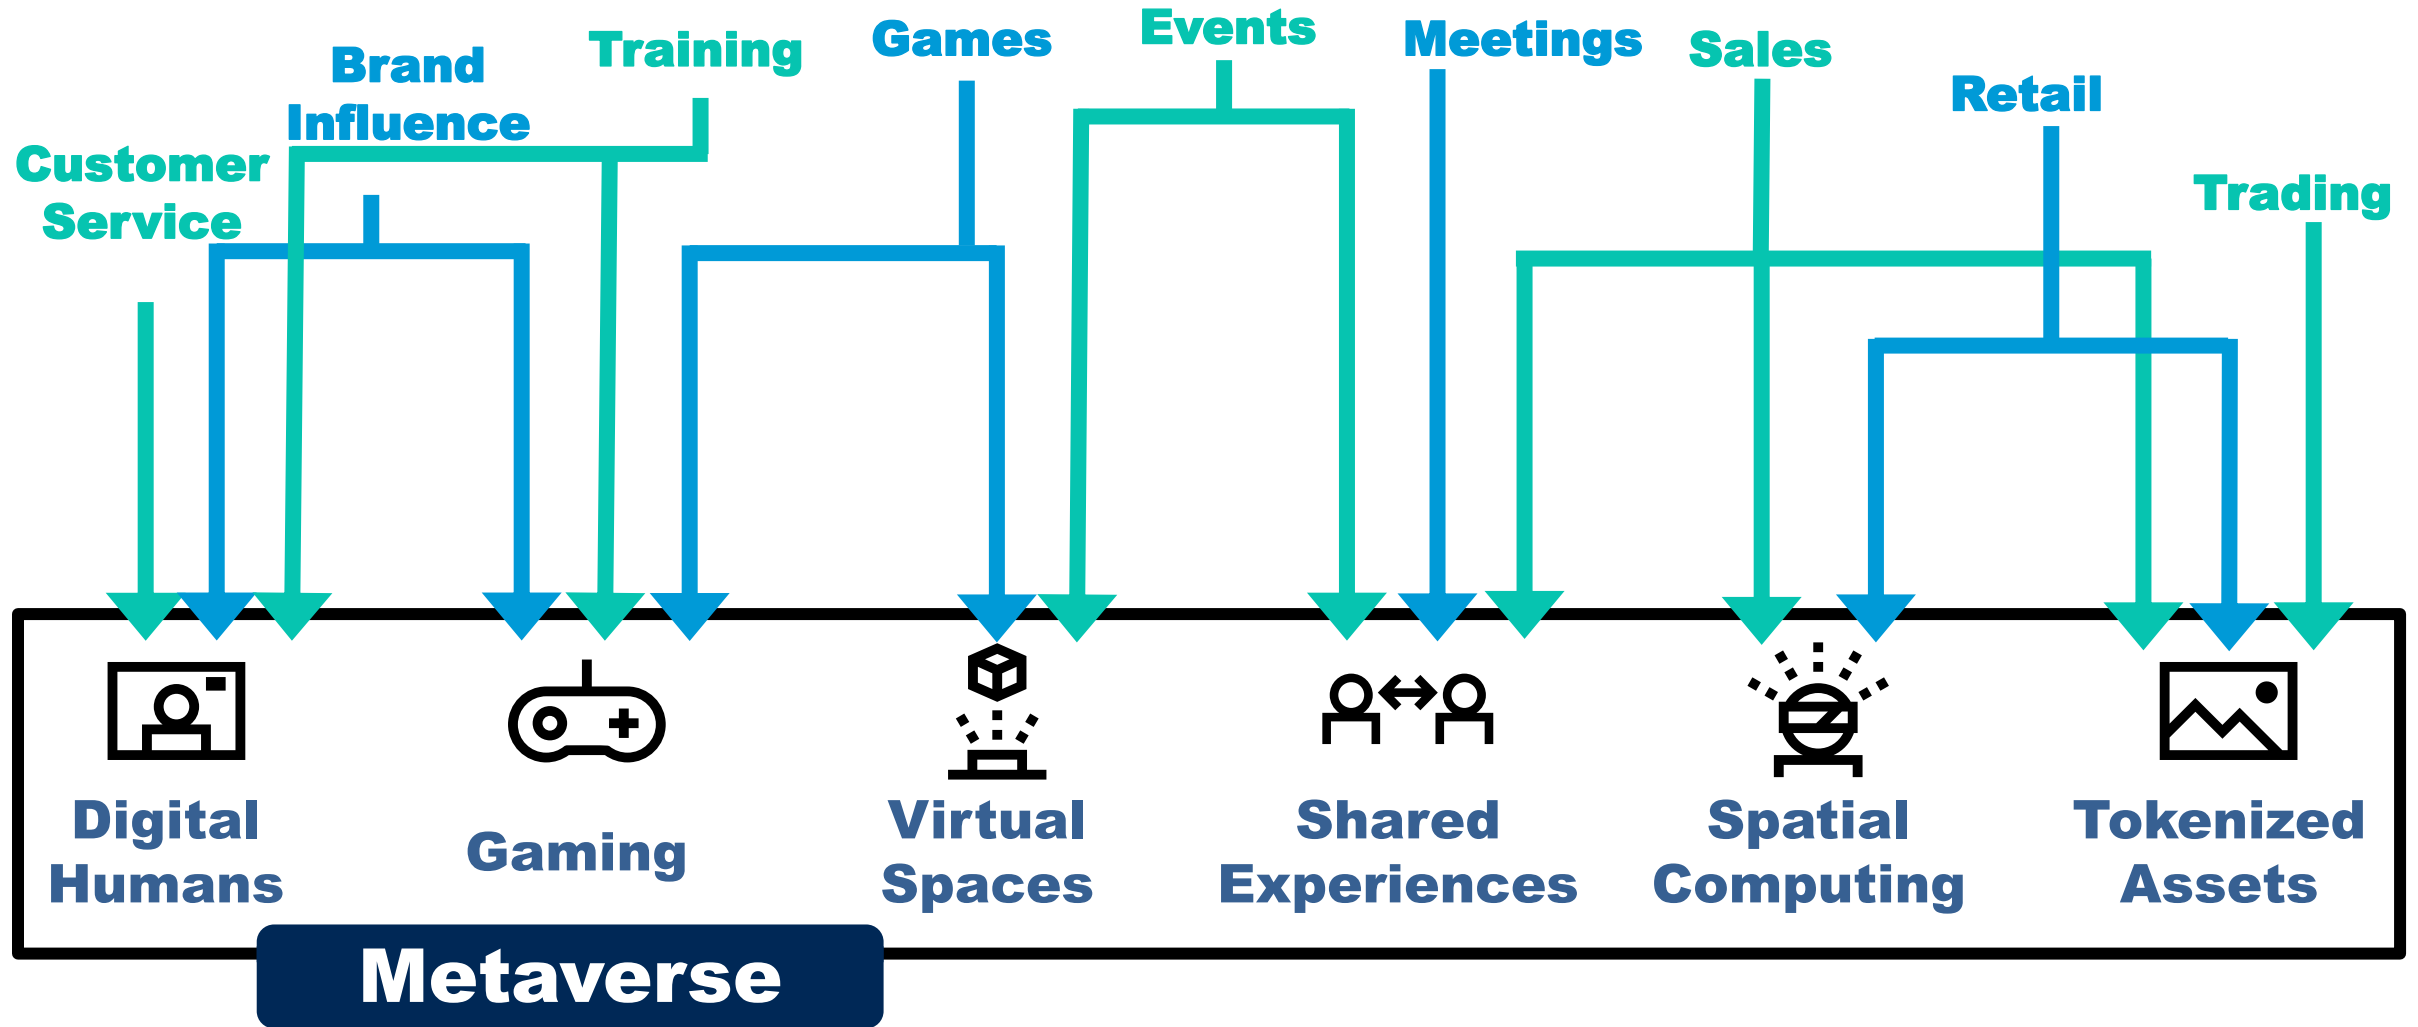 Customer
Service
Brand
Influence
Training
Games
Events
Meetings
Sales
Retail
Trading
Digital
Humans
Gaming
Virtual
Spaces
Shared
Experiences
Spatial
Computing
Tokenized
Assets
Metaverse